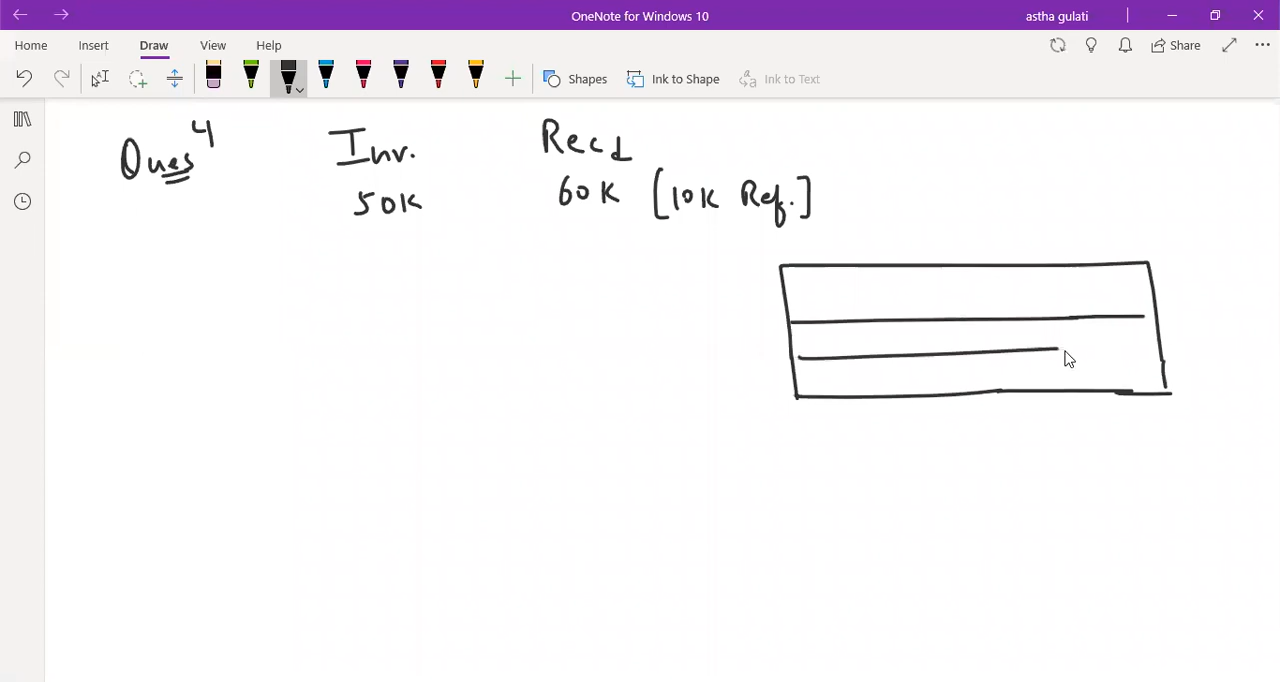 OneNote for Windows 10
astha gulati
Home Insert Draw View Help
Share
Shapes
Ink to Shape
Ink to Text
Ques 4 Inv. Recd
50K 60K [10K Ref.]